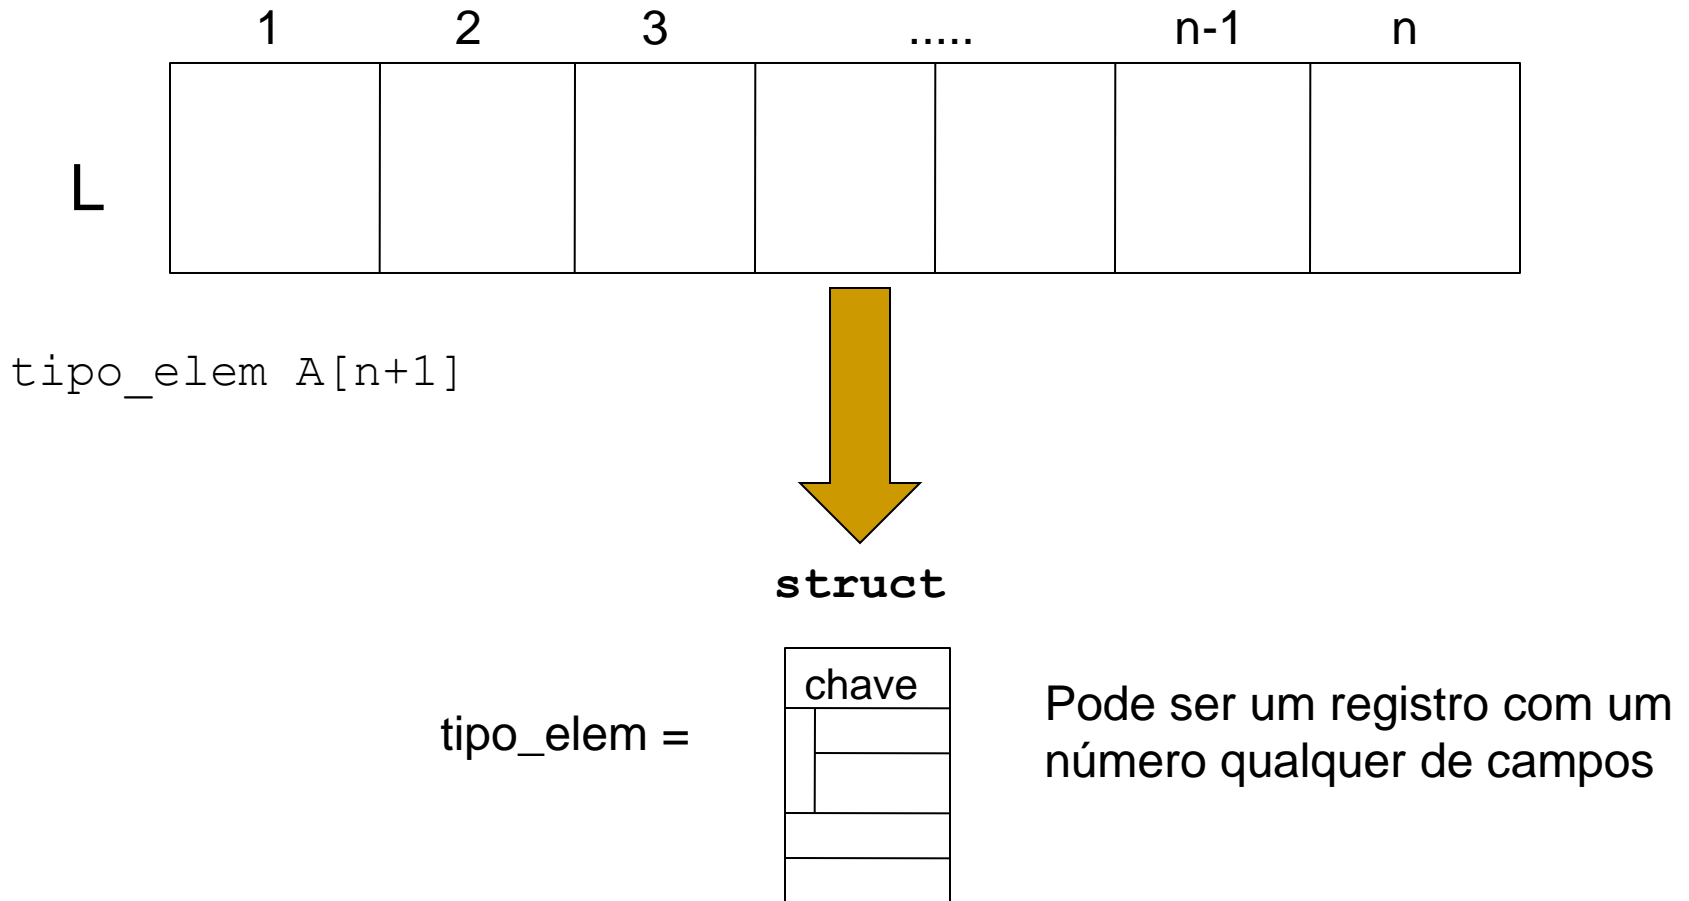 1 2 3 ..... n-1 n
L
tipo_elem A[n+1]
struct
chave
tipo_elem =
Pode ser um registro com um
número qualquer de campos